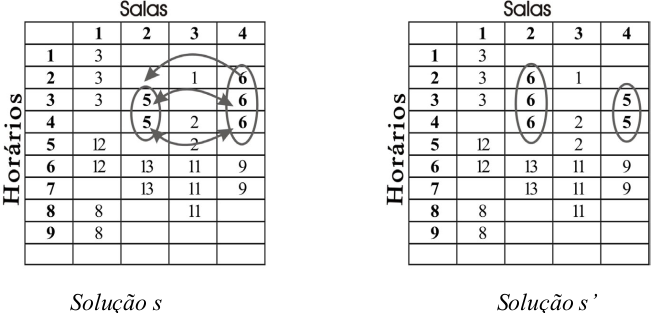 Salas
1 2 3 4
1 3
2 3 1 6
3 3 5 6
4 5 2 6
5 12 2
6 12 13 11 9
7 13 11 9
8 8 11
9 8
Horários
Solução s
Salas
1 2 3 4
1 3
2 3 6 1
3 3 6 5
4 6 2 5
5 12 2
6 12 13 11 9
7 13 11 9
8 8 11
9 8
Horários
Solução s’